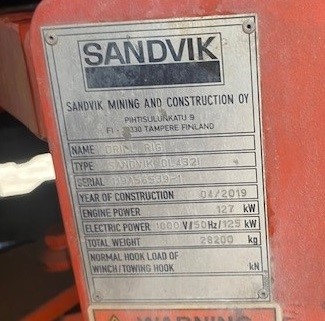 SANDVIK
SANDVIK MINING AND CONSTRUCTION OY
PIHTISULUNKATU 9
FI - 33330 TAMPERE FINLAND
NAME DRILL RIG
TYPE SANDVIK DL432i
SERIAL
YEAR OF CONSTRUCTION 04/2019
ENGINE POWER 127 kW
ELECTRIC POWER 1000 V/50Hz/125 kW
TOTAL WEIGHT 28200 kg
NORMAL HOOK LOAD OF
WINCH/TOWING HOOK kN
WARNING